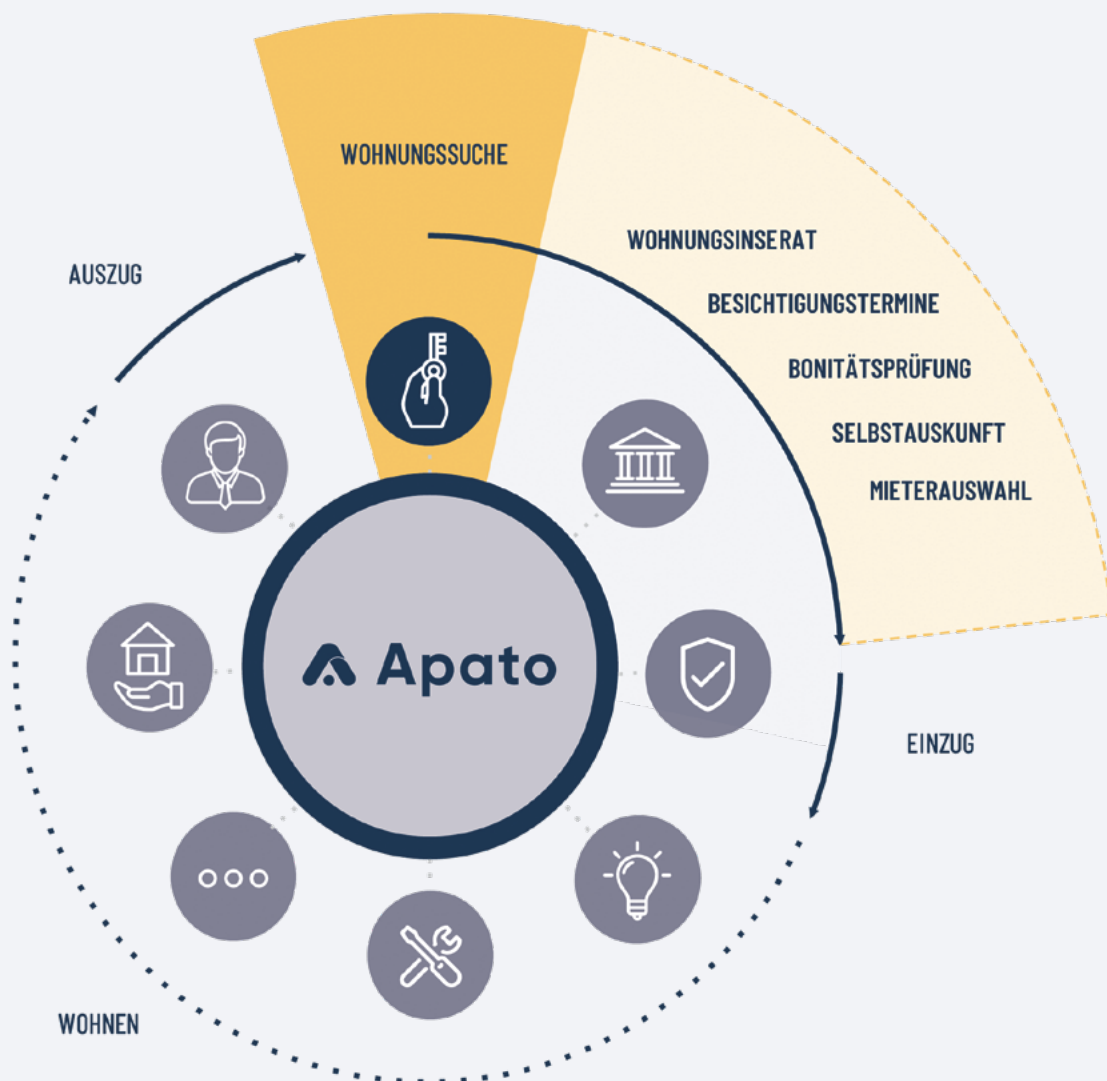 WOHNUNGSSUCHE
WOHNUNGSINSERAT
BESICHTIGUNGSTERMINE
BONITÄTSPRÜFUNG
SELBSTAUSKUNFT
MIETERAUSWAHL
AUSZUG
Apato
EINZUG
WOHNEN